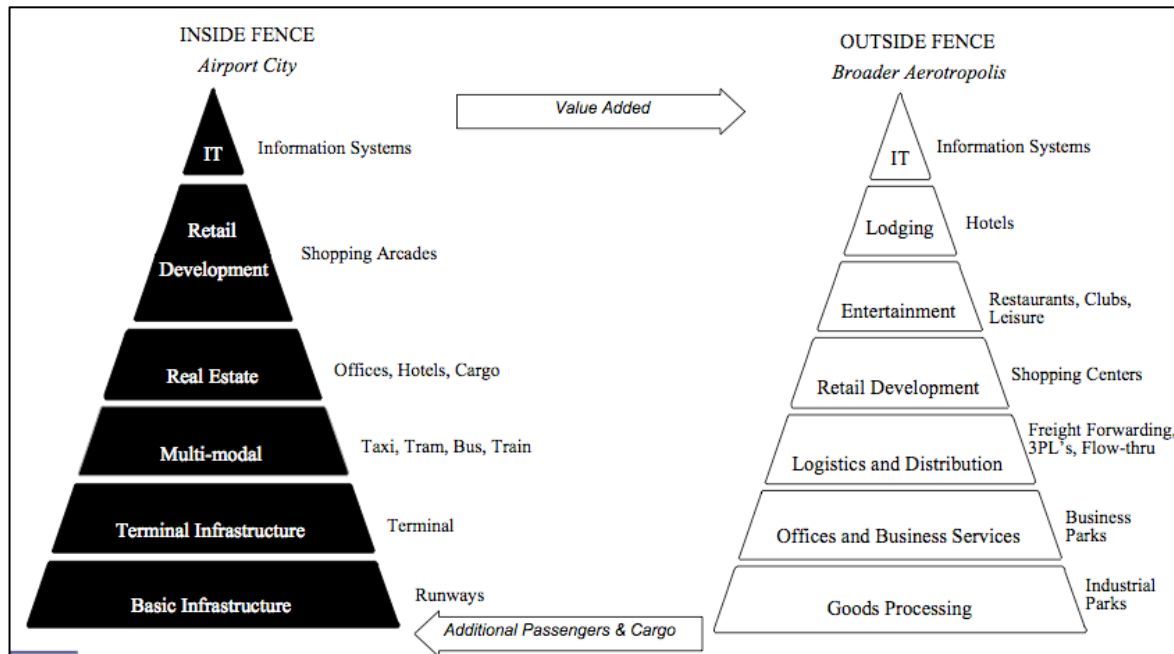 INSIDE FENCE
Airport City
IT
Information Systems
Retail
Development
Shopping Arcades
Real Estate
Offices, Hotels, Cargo
Multi-modal
Taxi, Tram, Bus, Train
Terminal Infrastructure
Terminal
Basic Infrastructure
Runways
Value Added
Additional Passengers & Cargo
OUTSIDE FENCE
Broader Aerotropolis
IT
Information Systems
Lodging
Hotels
Entertainment
Restaurants, Clubs,
Leisure
Retail Development
Shopping Centers
Logistics and Distribution
Freight Forwarding,
3PL's, Flow-thru
Offices and Business Services
Business
Parks
Goods Processing
Industrial
Parks